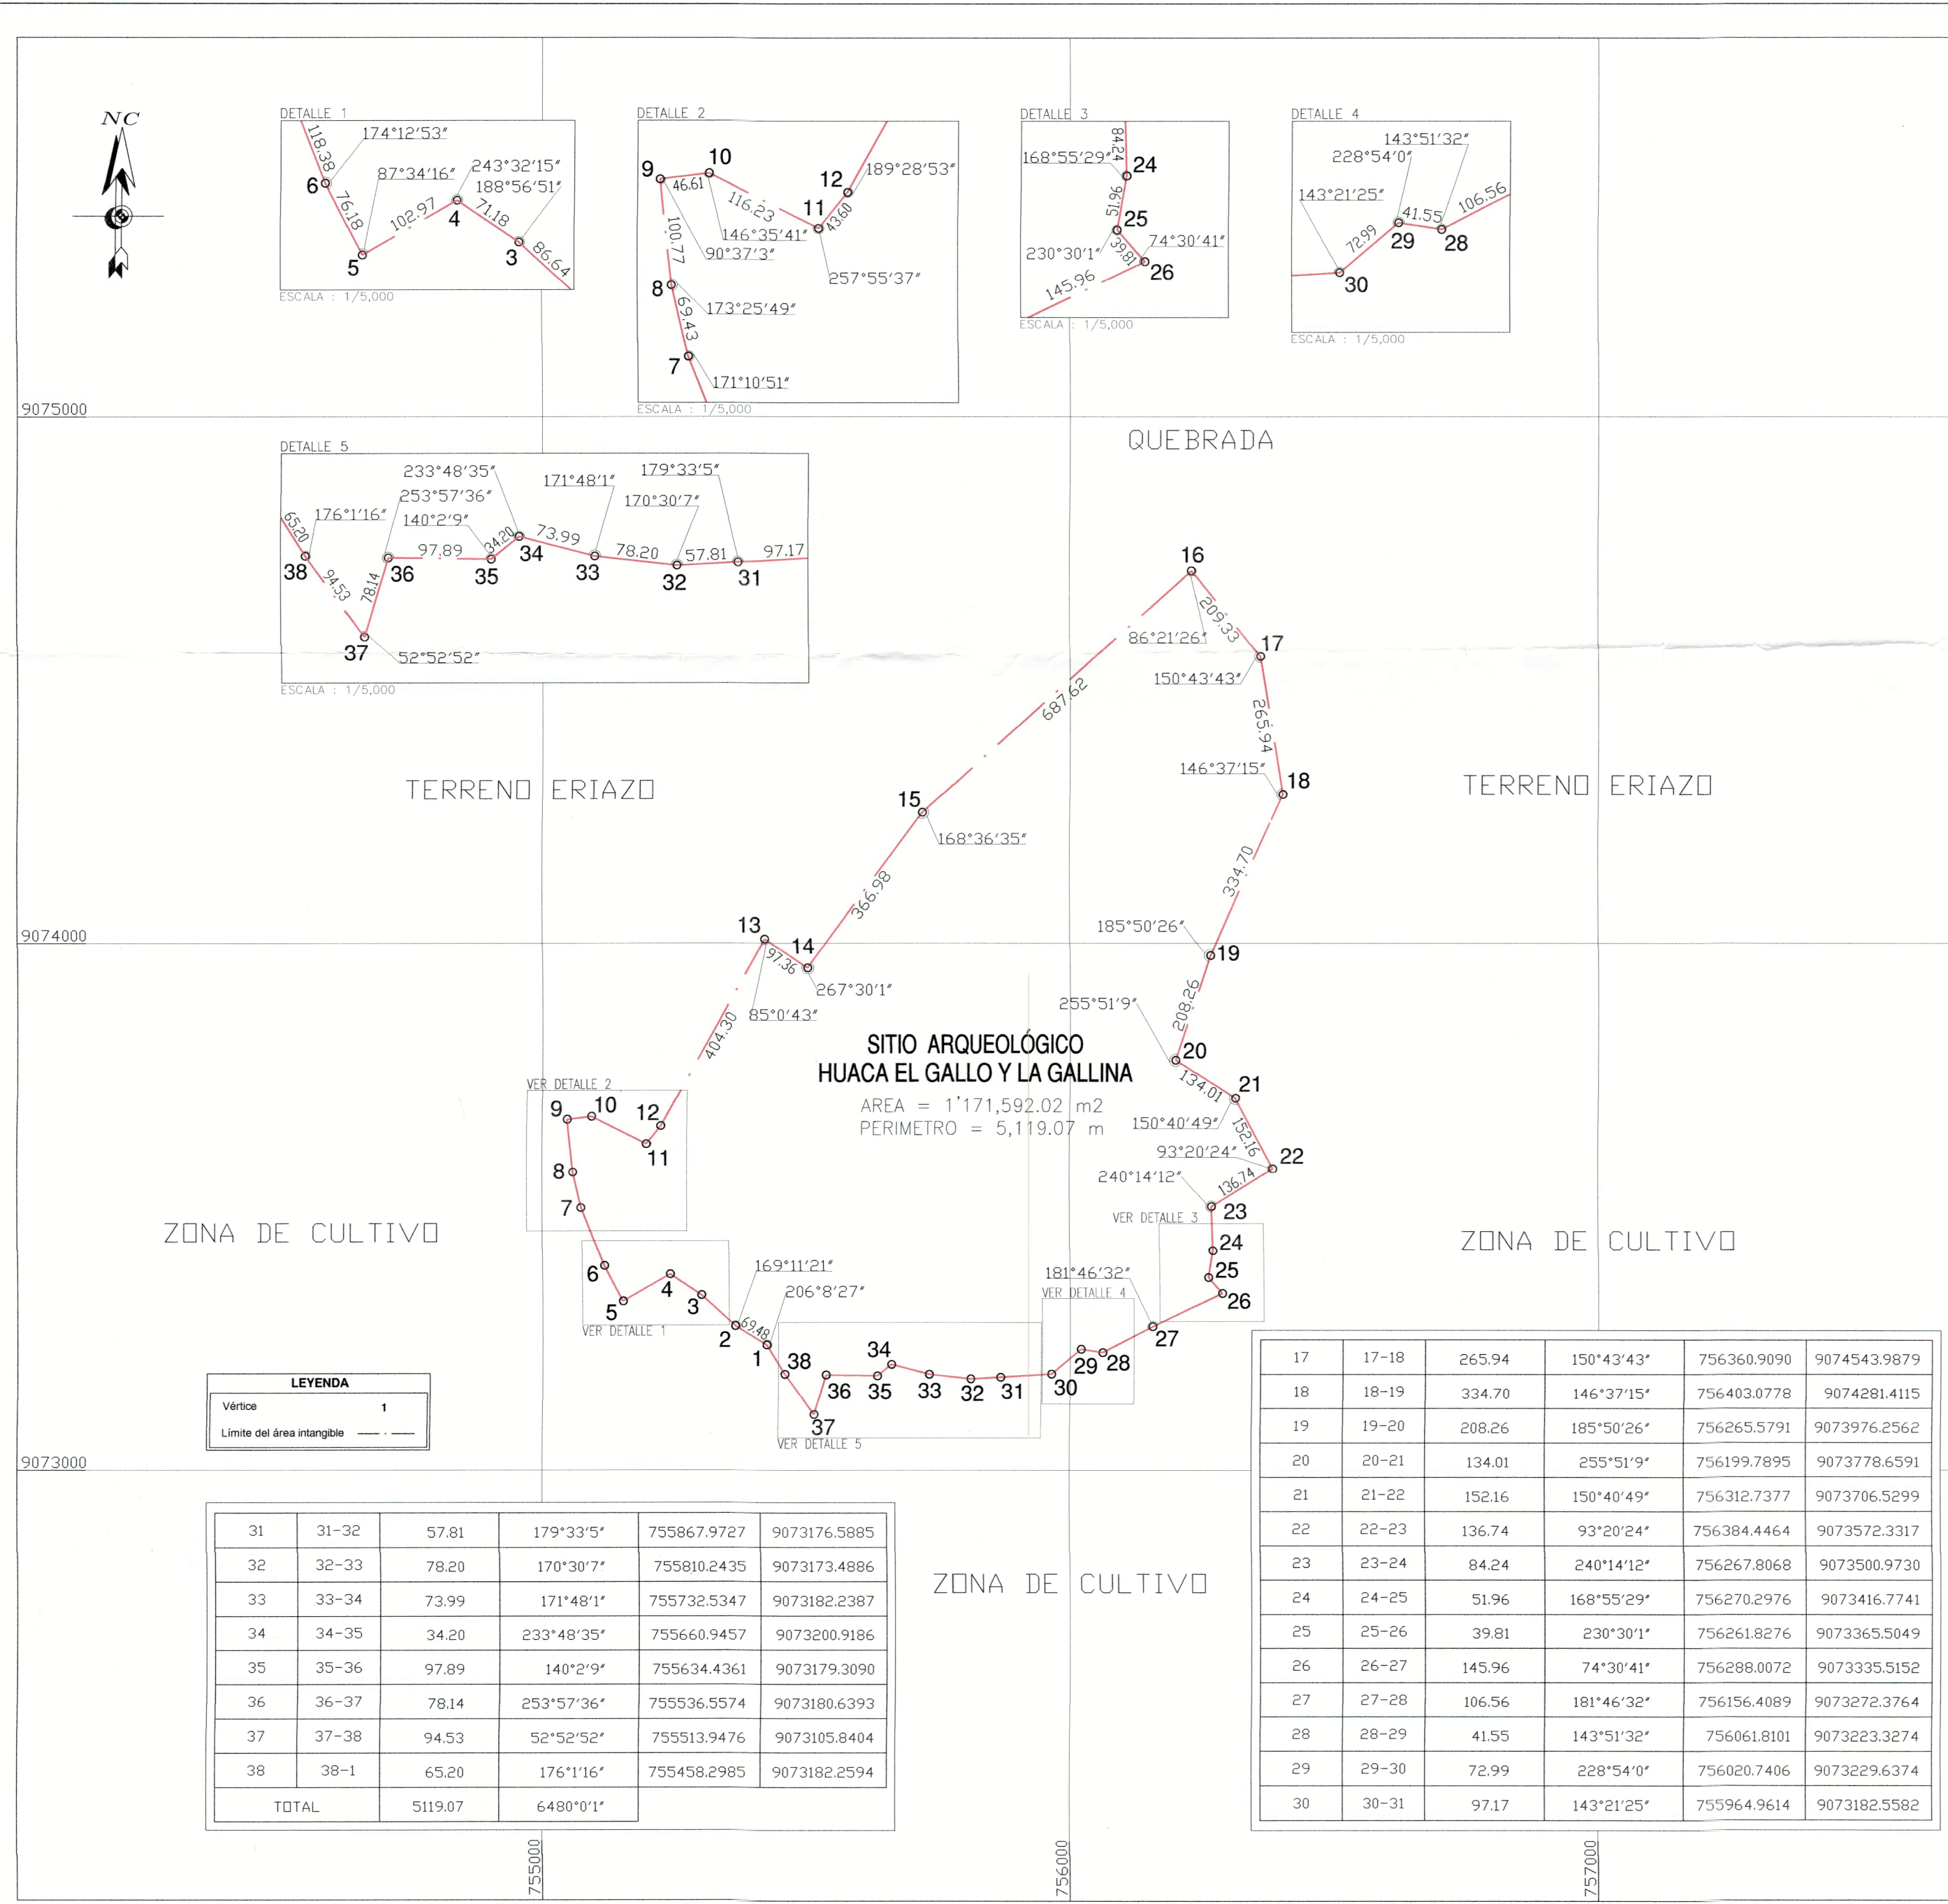 NC
DETALLE 1
118.38
174°12'53"
87°34'16"
243°32'15"
188°56'51"
6
76.18
102.97
4
71.18
3
86.64
5
ESCALA : 1/5,000
DETALLE 2
9
10
46.61
116.23
12
189°28'53"
11
43.60
146°35'41"
90°37'3"
257°55'37"
100.77
8
173°25'49"
69.43
7
171°10'51"
ESCALA : 1/5,000
DETALLE 3
84.24
168°55'29"
24
51.96
25
230°30'1"
39.81
74°30'41"
26
145.96
ESCALA : 1/5,000
DETALLE 4
143°51'32"
228°54'0"
143°21'25"
41.55
106.56
72.99
29
28
30
ESCALA : 1/5,000
9075000
DETALLE 5
233°48'35"
179°33'5"
253°57'36"
171°48'1"
170°30'7"
65.20
176°1'16"
140°2'9"
34.20
73.99
97.89
34
78.20
57.81
97.17
38
36
35
33
32
31
94.53
78.14
37
52°52'52"
ESCALA : 1/5,000
QUEBRADA
16
209.33
86°21'26"
17
150°43'43"
687.62
265.94
TERRENO ERIAZO
146°37'15"
18
TERRENO ERIAZO
15
168°36'35"
334.70
366.98
9074000
13
14
97.36
267°30'1"
85°0'43"
185°50'26"
19
208.26
255°51'9"
404.30
SITIO ARQUEOLÓGICO
HUACA EL GALLO Y LA GALLINA
AREA = 1'171,592.02 m2
PERIMETRO = 5,119.07 m
20
134.01
21
150°40'49"
152.16
93°20'24"
22
240°14'12"
136.74
23
VER DETALLE 2
9
10
12
11
8
7
ZONA DE CULTIVO
VER DETALLE 3
24
25
26
ZONA DE CULTIVO
6
5
4
3
VER DETALLE 1
169°11'21"
206°8'27"
69.48
2
1
181°46'32"
VER DETALLE 4
27
29
28
30
38
34
36
35
33
32
31
37
VER DETALLE 5
LEYENDA
Vértice 1
Límite del área intangible
9073000
17 17-18 265.94 150°43'43" 756360.9090 9074543.9879
18 18-19 334.70 146°37'15" 756403.0778 9074281.4115
19 19-20 208.26 185°50'26" 756265.5791 9073976.2562
20 20-21 134.01 255°51'9" 756199.7895 9073778.6591
21 21-22 152.16 150°40'49" 756312.7377 9073706.5299
22 22-23 136.74 93°20'24" 756384.4464 9073572.3317
23 23-24 84.24 240°14'12" 756267.8068 9073500.9730
24 24-25 51.96 168°55'29" 756270.2976 9073416.7741
25 25-26 39.81 230°30'1" 756261.8276 9073365.5049
26 26-27 145.96 74°30'41" 756288.0072 9073335.5152
27 27-28 106.56 181°46'32" 756156.4089 9073272.3764
28 28-29 41.55 143°51'32" 756061.8101 9073223.3274
29 29-30 72.99 228°54'0" 756020.7406 9073229.6374
30 30-31 97.17 143°21'25" 755964.9614 9073182.5582
31 31-32 57.81 179°33'5" 755867.9727 9073176.5885
32 32-33 78.20 170°30'7" 755810.2435 9073173.4886
33 33-34 73.99 171°48'1" 755732.5347 9073182.2387
34 34-35 34.20 233°48'35" 755660.9457 9073200.9186
35 35-36 97.89 140°2'9" 755634.4361 9073179.3090
36 36-37 78.14 253°57'36" 755536.5574 9073180.6393
37 37-38 94.53 52°52'52" 755513.9476 9073105.8404
38 38-1 65.20 176°1'16" 755458.2985 9073182.2594
TOTAL 5119.07 6480°0'1"
ZONA DE CULTIVO
755000
756000
757000